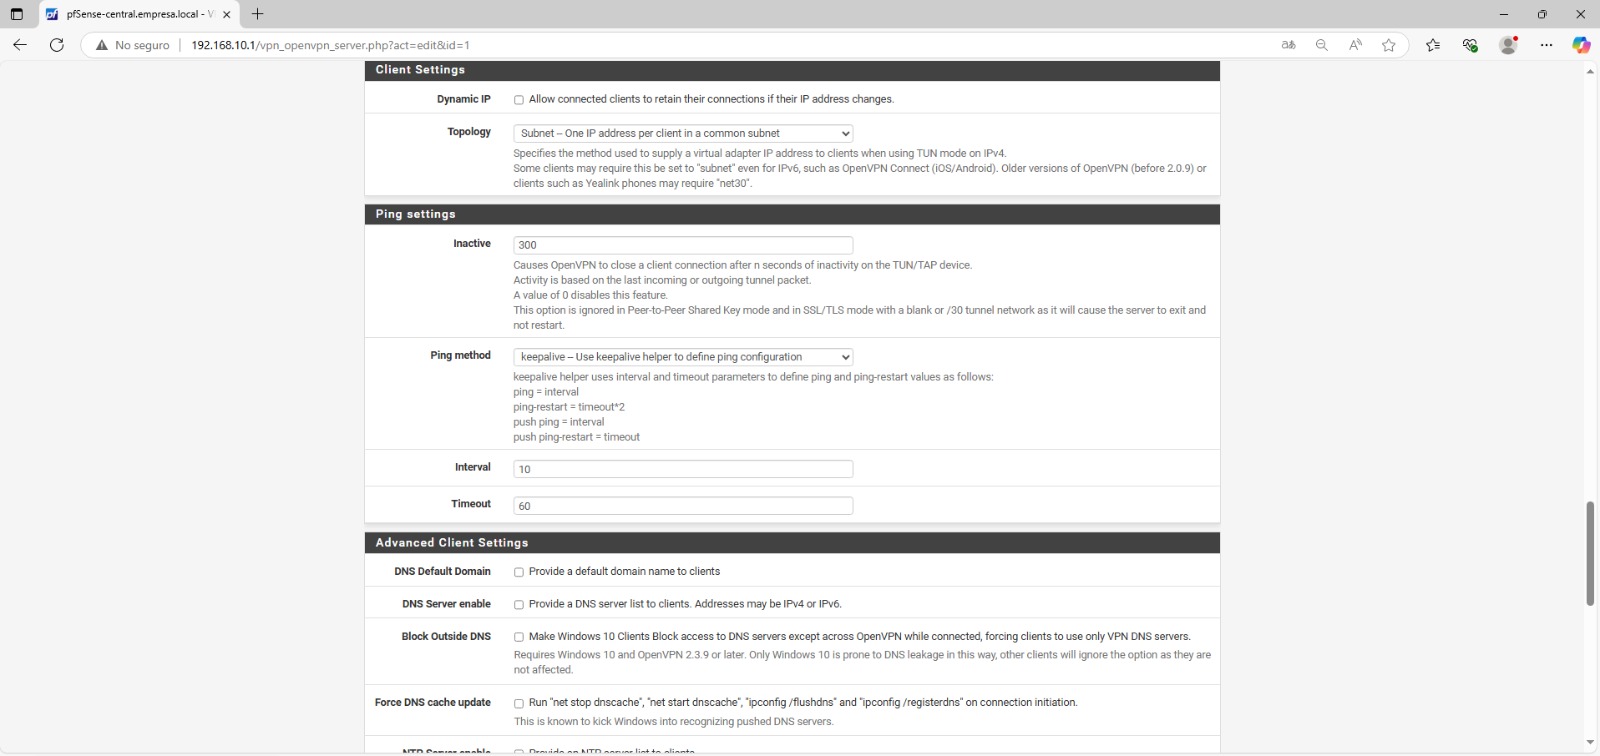 pfSense-central.empresa.local - V
No seguro
192.168.10.1/vpn_openvpn_server.php?act=edit&id=1
Client Settings
Dynamic IP
Allow connected clients to retain their connections if their IP address changes.
Topology
Subnet -- One IP address per client in a common subnet
Specifies the method used to supply a virtual adapter IP address to clients when using TUN mode on IPv4.
Some clients may require this be set to "subnet" even for IPv6, such as OpenVPN Connect (iOS/Android). Older versions of OpenVPN (before 2.0.9) or
clients such as Yealink phones may require "net30".
Ping settings
Inactive
300
Causes OpenVPN to close a client connection after n seconds of inactivity on the TUN/TAP device.
Activity is based on the last incoming or outgoing tunnel packet.
A value of 0 disables this feature.
This option is ignored in Peer-to-Peer Shared Key mode and in SSL/TLS mode with a blank or /30 tunnel network as it will cause the server to exit and
not restart.
Ping method
keepalive -- Use keepalive helper to define ping configuration
keepalive helper uses interval and timeout parameters to define ping and ping-restart values as follows:
ping = interval
ping-restart = timeout*2
push ping = interval
push ping-restart = timeout
Interval
10
Timeout
60
Advanced Client Settings
DNS Default Domain
Provide a default domain name to clients
DNS Server enable
Provide a DNS server list to clients. Addresses may be IPv4 or IPv6.
Block Outside DNS
Make Windows 10 Clients Block access to DNS servers except across OpenVPN while connected, forcing clients to use only VPN DNS servers.
Requires Windows 10 and OpenVPN 2.3.9 or later. Only Windows 10 is prone to DNS leakage in this way, other clients will ignore the option as they are
not affected.
Force DNS cache update
Run "net stop dnscache", "net start dnscache", "ipconfig /flushdns" and "ipconfig /registerdns" on connection initiation.
This is known to kick Windows into recognizing pushed DNS servers.
NTP Server enable
Provide an NTP server list to clients